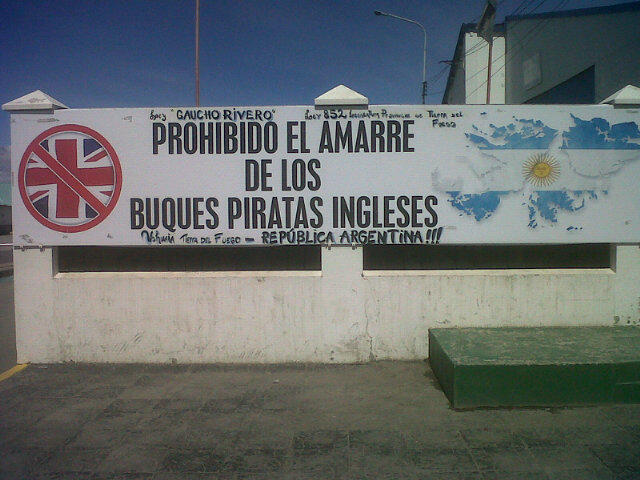 Ley "GAUCHO RIVERO" Ley 852 Legislatura Provincial de Tierra del Fuego
PROHIBIDO EL AMARRE
DE LOS
BUQUES PIRATAS INGLESES
Ushuaia Tierra del Fuego - REPÚBLICA ARGENTINA!!!